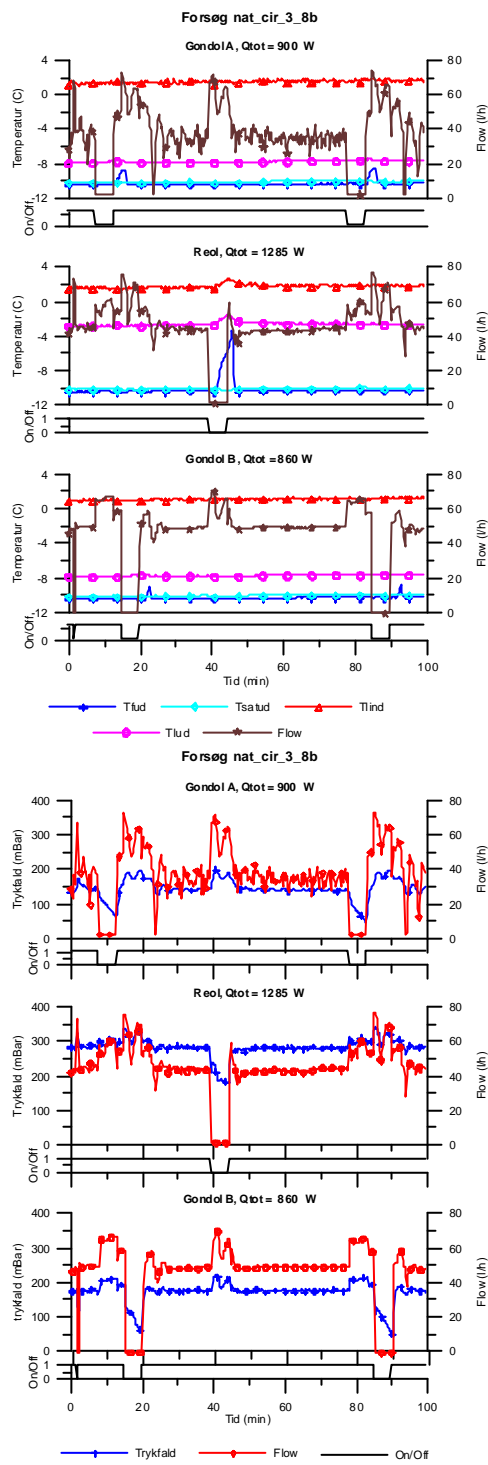 Forsøg nat_cir_3_8b
Gondol A, Qtot = 900 W
4 80
0 60
-4 40
-8 20
-12 0
Temperatur (C)
Flow (l/h)
1
0
On/Off
Reol, Qtot = 1285 W
4 80
0 60
-4 40
-8 20
-12 0
Temperatur (C)
Flow (l/h)
1
0
On/Off
Gondol B, Qtot = 860 W
4 80
0 60
-4 40
-8 20
-12 0
Temperatur (C)
Flow (l/h)
1
0
On/Off
0 20 40 60 80 100
Tid (min)
Tfud Tsatud Tlind
Tlud Flow
Forsøg nat_cir_3_8b
Gondol A, Qtot = 900 W
400 80
300 60
200 40
100 20
0 0
Trykfald (mBar)
Flow (l/h)
1
0
On/Off
Reol, Qtot = 1285 W
400 80
300 60
200 40
100 20
0 0
Trykfald (mBar)
Flow (l/h)
1
0
On/Off
Gondol B, Qtot = 860 W
400 80
300 60
200 40
100 20
0 0
trykfald (mBar)
Flow (l/h)
1
0
On/Off
0 20 40 60 80 100
Tid (min)
Trykfald Flow On/Off